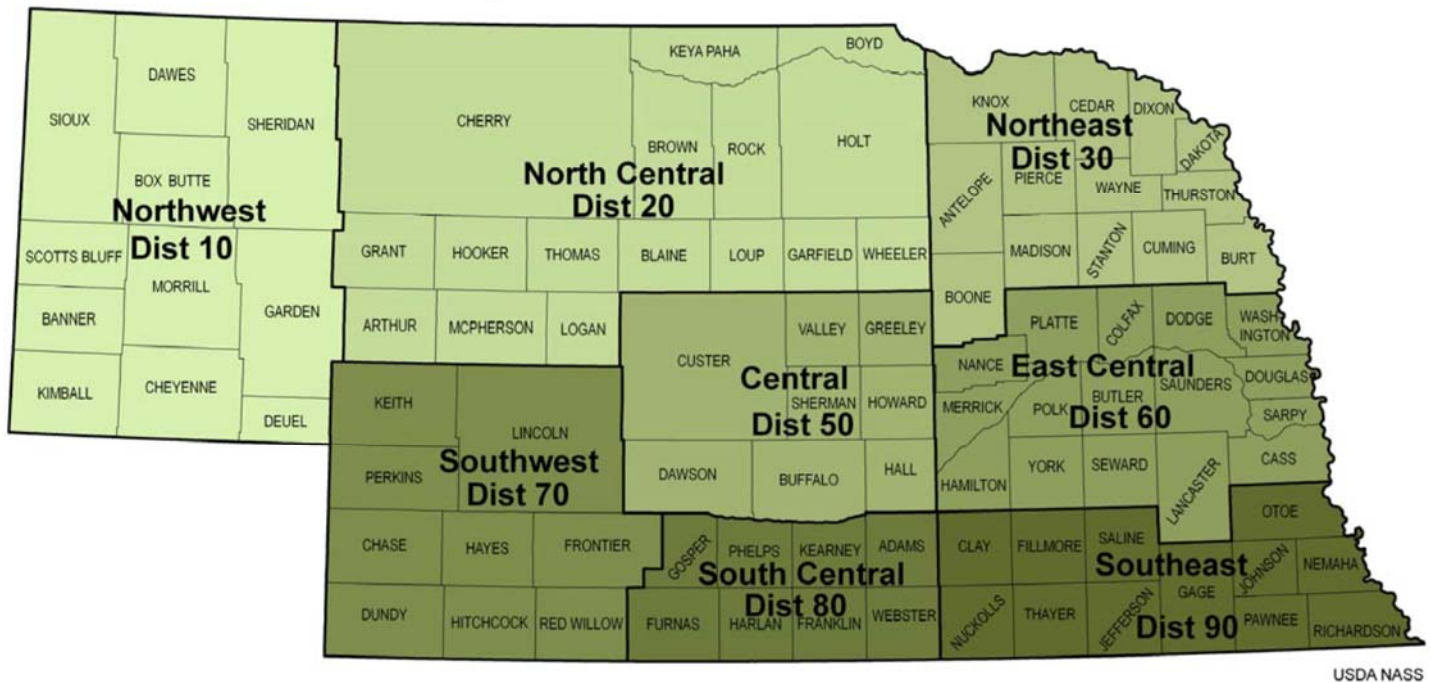 KEYA PAHA
BOYD
DAWES
SIOUX
SHERIDAN
CHERRY
BROWN
ROCK
HOLT
KNOX
CEDAR
DIXON
DAKOTA
Northeast
Dist 30
BOX BUTTE
Northwest
Dist 10
North Central
Dist 20
ANTELOPE
PIERCE
WAYNE
THURSTON
SCOTTS BLUFF
MORRILL
GARDEN
GRANT
HOOKER
THOMAS
BLAINE
LOUP
GARFIELD
WHEELER
MADISON
STANTON
CUMING
BURT
BANNER
KIMBALL
CHEYENNE
DEUEL
ARTHUR
MCPHERSON
LOGAN
BOONE
CUSTER
VALLEY
GREELEY
PLATTE
COLFAX
DODGE
WASH
INGTON
NANCE
East Central
Dist 60
SAUNDERS
DOUGLAS
KEITH
LINCOLN
Central
Dist 50
SHERMAN
HOWARD
MERRICK
POLK
BUTLER
SARPY
PERKINS
Southwest
Dist 70
DAWSON
BUFFALO
HALL
HAMILTON
YORK
SEWARD
LANCASTER
CASS
OTOE
CHASE
HAYES
FRONTIER
GOSPER
PHELPS
KEARNEY
ADAMS
CLAY
FILLMORE
SALINE
South Central
Dist 80
Southeast
Dist 90
GAGE
JOHNSON
NEMAHA
DUNDY
HITCHCOCK
RED WILLOW
FURNAS
HARLAN
FRANKLIN
WEBSTER
NUCKOLLS
THAYER
JEFFERSON
PAWNEE
RICHARDSON
USDA NASS